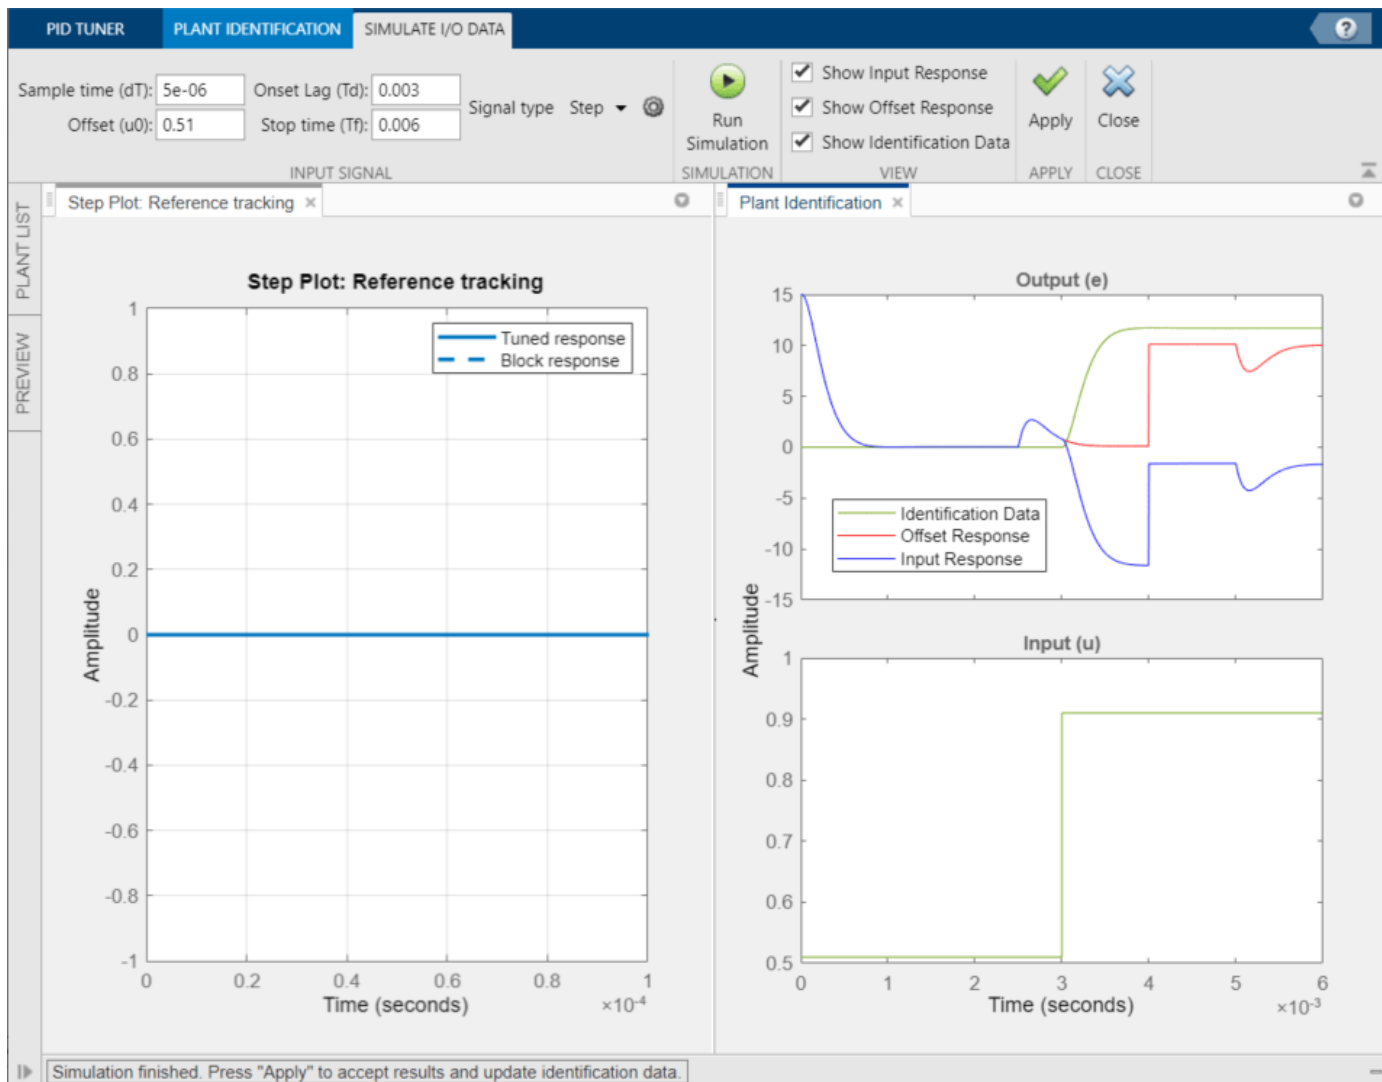 PID TUNER PLANT IDENTIFICATION SIMULATE I/O DATA ?
Sample time (dT): 5e-06 Onset Lag (Td): 0.003
Offset (u0): 0.51 Stop time (Tf): 0.006
Signal type Step
INPUT SIGNAL
Run
Simulation
SIMULATION
Show Input Response
Show Offset Response
Show Identification Data
VIEW
Apply
APPLY
Close
CLOSE
PLANT LIST
PREVIEW
Step Plot: Reference tracking
Step Plot: Reference tracking
Tuned response
Block response
Amplitude
1
0.8
0.6
0.4
0.2
0
-0.2
-0.4
-0.6
-0.8
-1
0 0.2 0.4 0.6 0.8 1
Time (seconds) ×10-4
Plant Identification
Output (e)
15
10
5
0
-5
-10
-15
Identification Data
Offset Response
Input Response
Amplitude
Input (u)
1
0.9
0.8
0.7
0.6
0.5
0 1 2 3 4 5 6
Time (seconds) ×10-3
Simulation finished. Press "Apply" to accept results and update identification data.